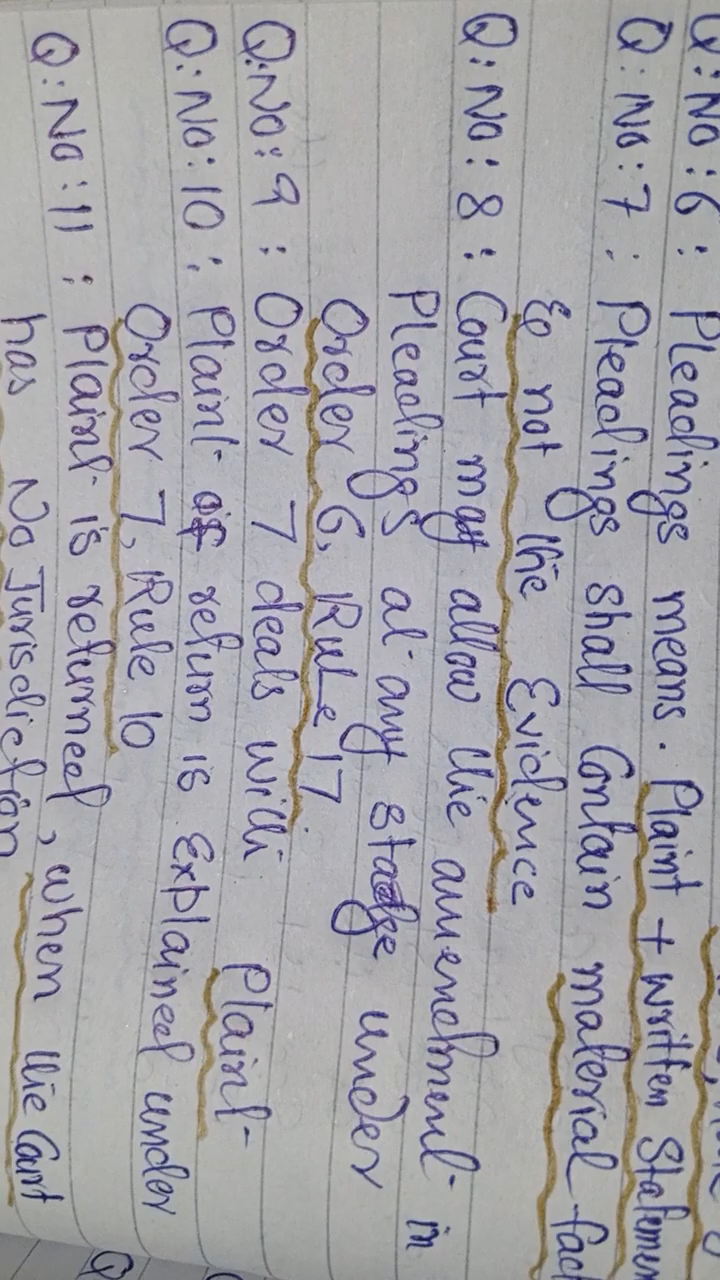 Q: No: 6: Pleadings means. Plaint + written Statemen
Q: No: 7: Pleadings shall Contain material fac
& not the Evidence
Q: No: 8: Court may allow the amendment in
Pleadings at any stage under
Order 6, Rule 17.
Q: No: 9: Order 7 deals with Plaint
Q: No: 10: Plaint of return is Explained under
Order 7, Rule 10
Q: No: 11: Plaint is returned, when the Court
has No Jurisdiction
Q